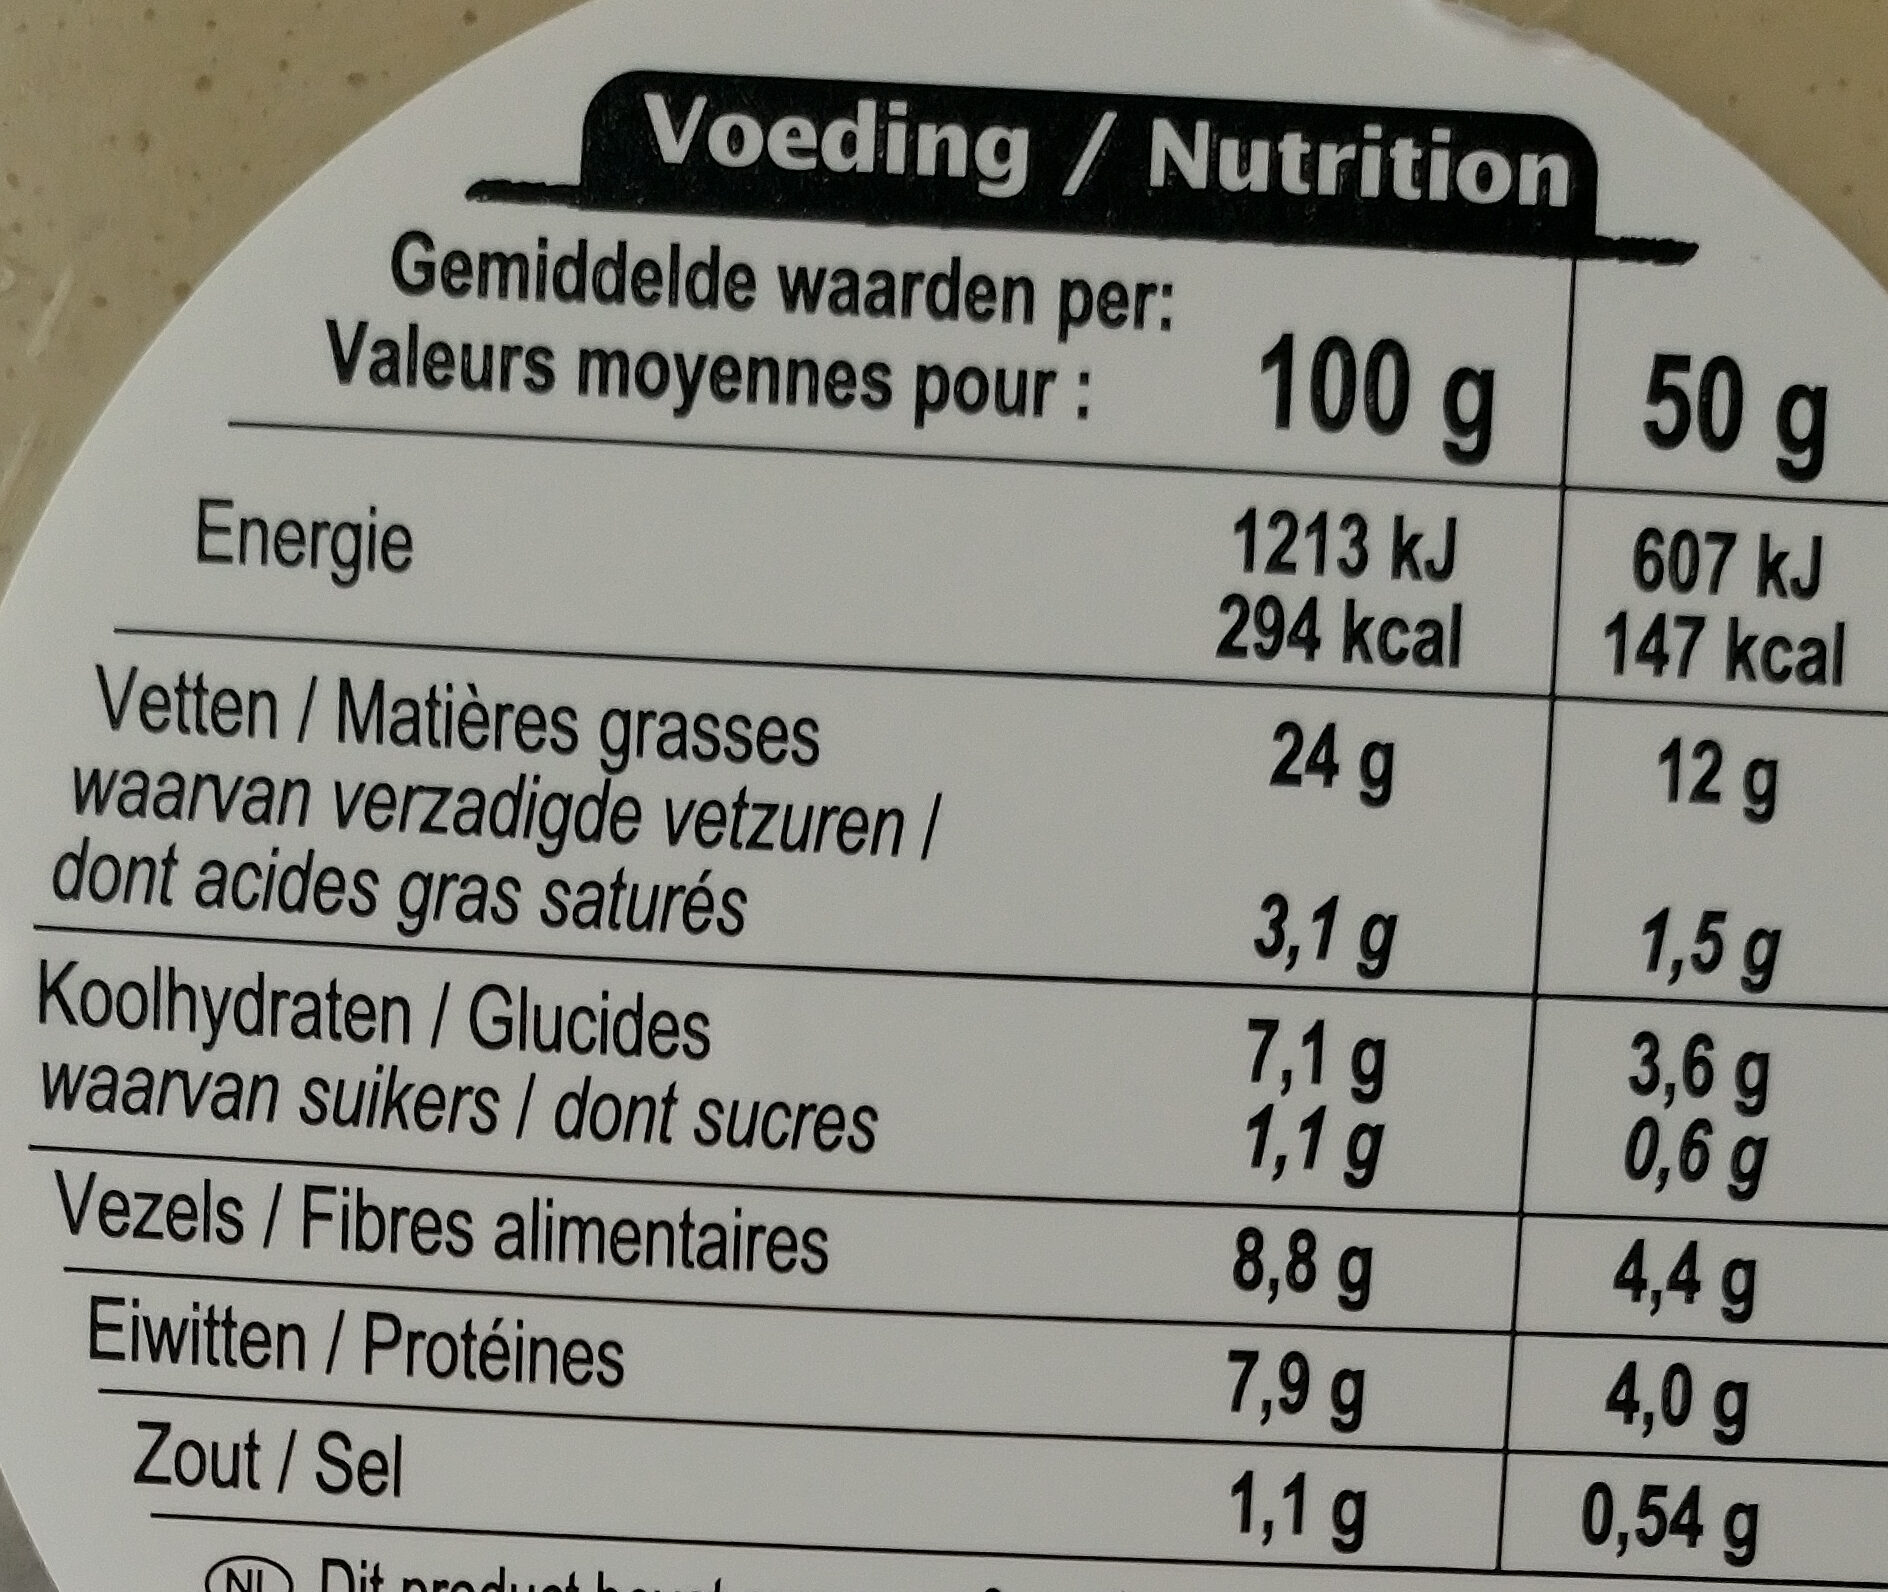 Voeding / Nutrition
Gemiddelde waarden per:
Valeurs moyennes pour : 100 g 50 g
Energie 1213 kJ 607 kJ
294 kcal 147 kcal
Vetten / Matières grasses 24 g 12 g
waarvan verzadigde vetzuren /
dont acides gras saturés 3,1 g 1,5 g
Koolhydraten / Glucides 7,1 g 3,6 g
waarvan suikers / dont sucres 1,1 g 0,6 g
Vezels / Fibres alimentaires 8,8 g 4,4 g
Eiwitten / Protéines 7,9 g 4,0 g
Zout / Sel 1,1 g 0,54 g
NL Dit product